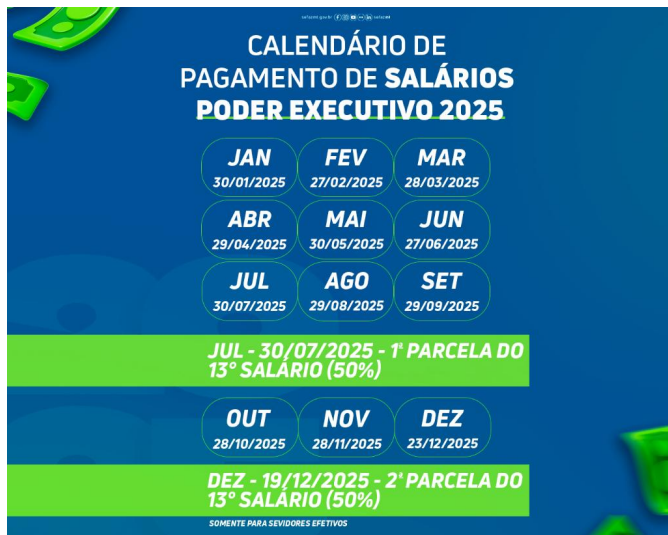 CALENDÁRIO DE
PAGAMENTO DE SALÁRIOS
PODER EXECUTIVO 2025
JAN FEV MAR
30/01/2025 27/02/2025 28/03/2025
ABR MAI JUN
29/04/2025 30/05/2025 27/06/2025
JUL AGO SET
30/07/2025 29/08/2025 29/09/2025
JUL - 30/07/2025 - 1ª PARCELA DO
13º SALÁRIO (50%)
OUT NOV DEZ
28/10/2025 28/11/2025 23/12/2025
DEZ - 19/12/2025 - 2ª PARCELA DO
13º SALÁRIO (50%)
SOMENTE PARA SEVIDORES EFETIVOS